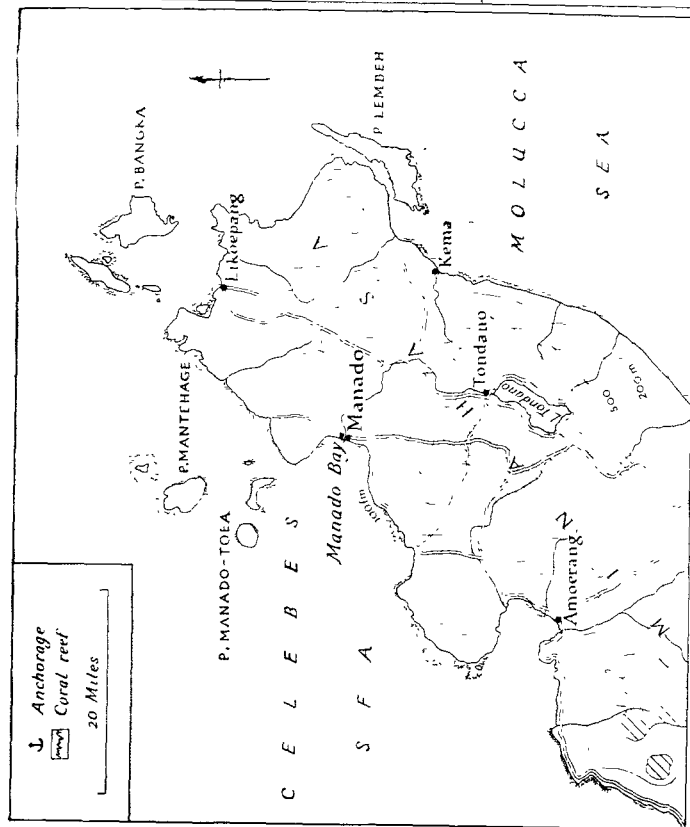 ⚓ Anchorage
Coral reef
20 Miles
P. BANGKA
P. MANTEHAGE
P. MANADO-TOEA
Likoepang
P. LEMBEH
C E L E B E S
S E A
Manado Bay
Manado
100fm
Kema
Tondano
L. Tondano
M I N A H A S A
500
200m
Amoerang
M O L U C C A
S E A